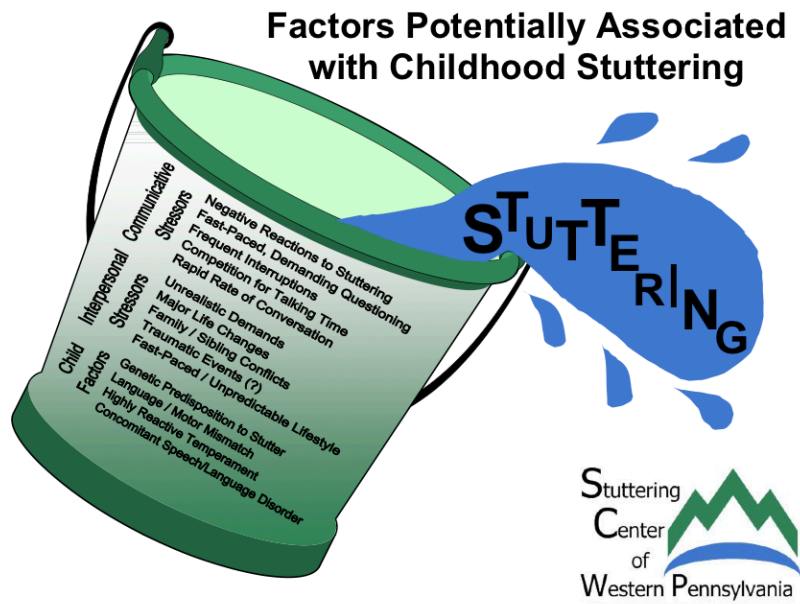 Factors Potentially Associated
with Childhood Stuttering
STUTTERING
Communicative
Stressors
Negative Reactions to Stuttering
Fast-Paced, Demanding Questioning
Frequent Interruptions
Competition for Talking Time
Rapid Rate of Conversation
Interpersonal
Stressors
Unrealistic Demands
Major Life Changes
Family / Sibling Conflicts
Traumatic Events (?)
Fast-Paced / Unpredictable Lifestyle
Child
Factors
Genetic Predisposition to Stutter
Language / Motor Mismatch
Highly Reactive Temperament
Concomitant Speech/Language Disorder
Stuttering
Center
of
Western Pennsylvania